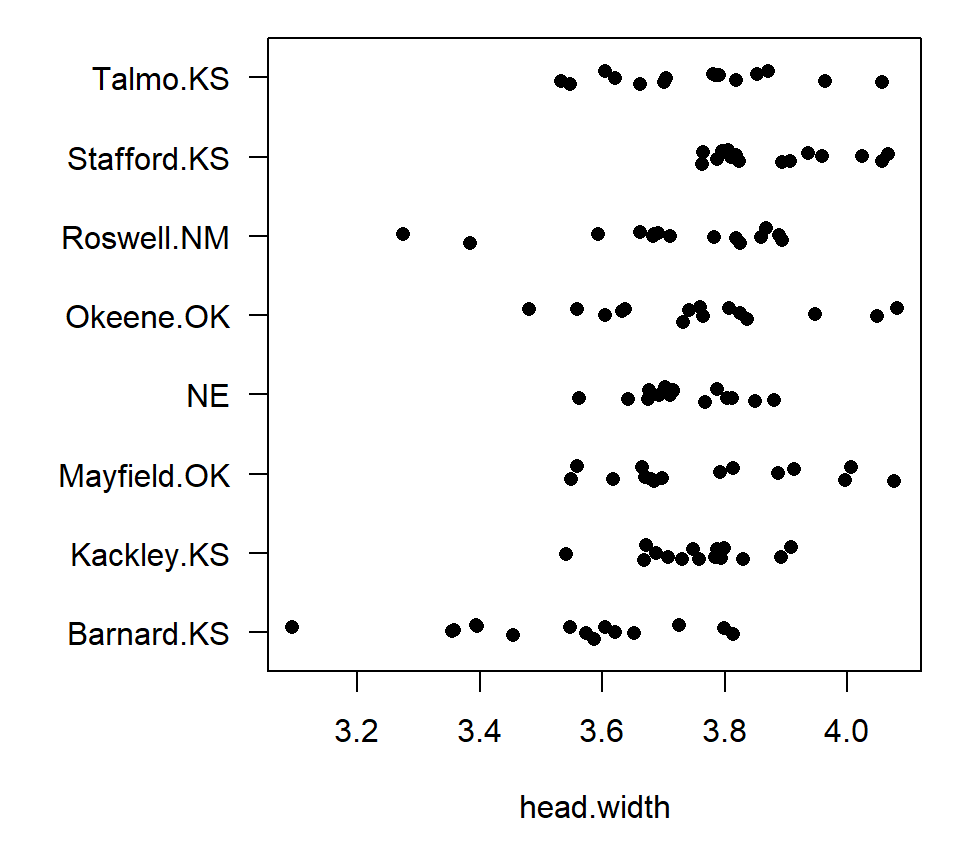 Talmo.KS
Stafford.KS
Roswell.NM
Okeene.OK
NE
Mayfield.OK
Kackley.KS
Barnard.KS
3.2 3.4 3.6 3.8 4.0
head.width